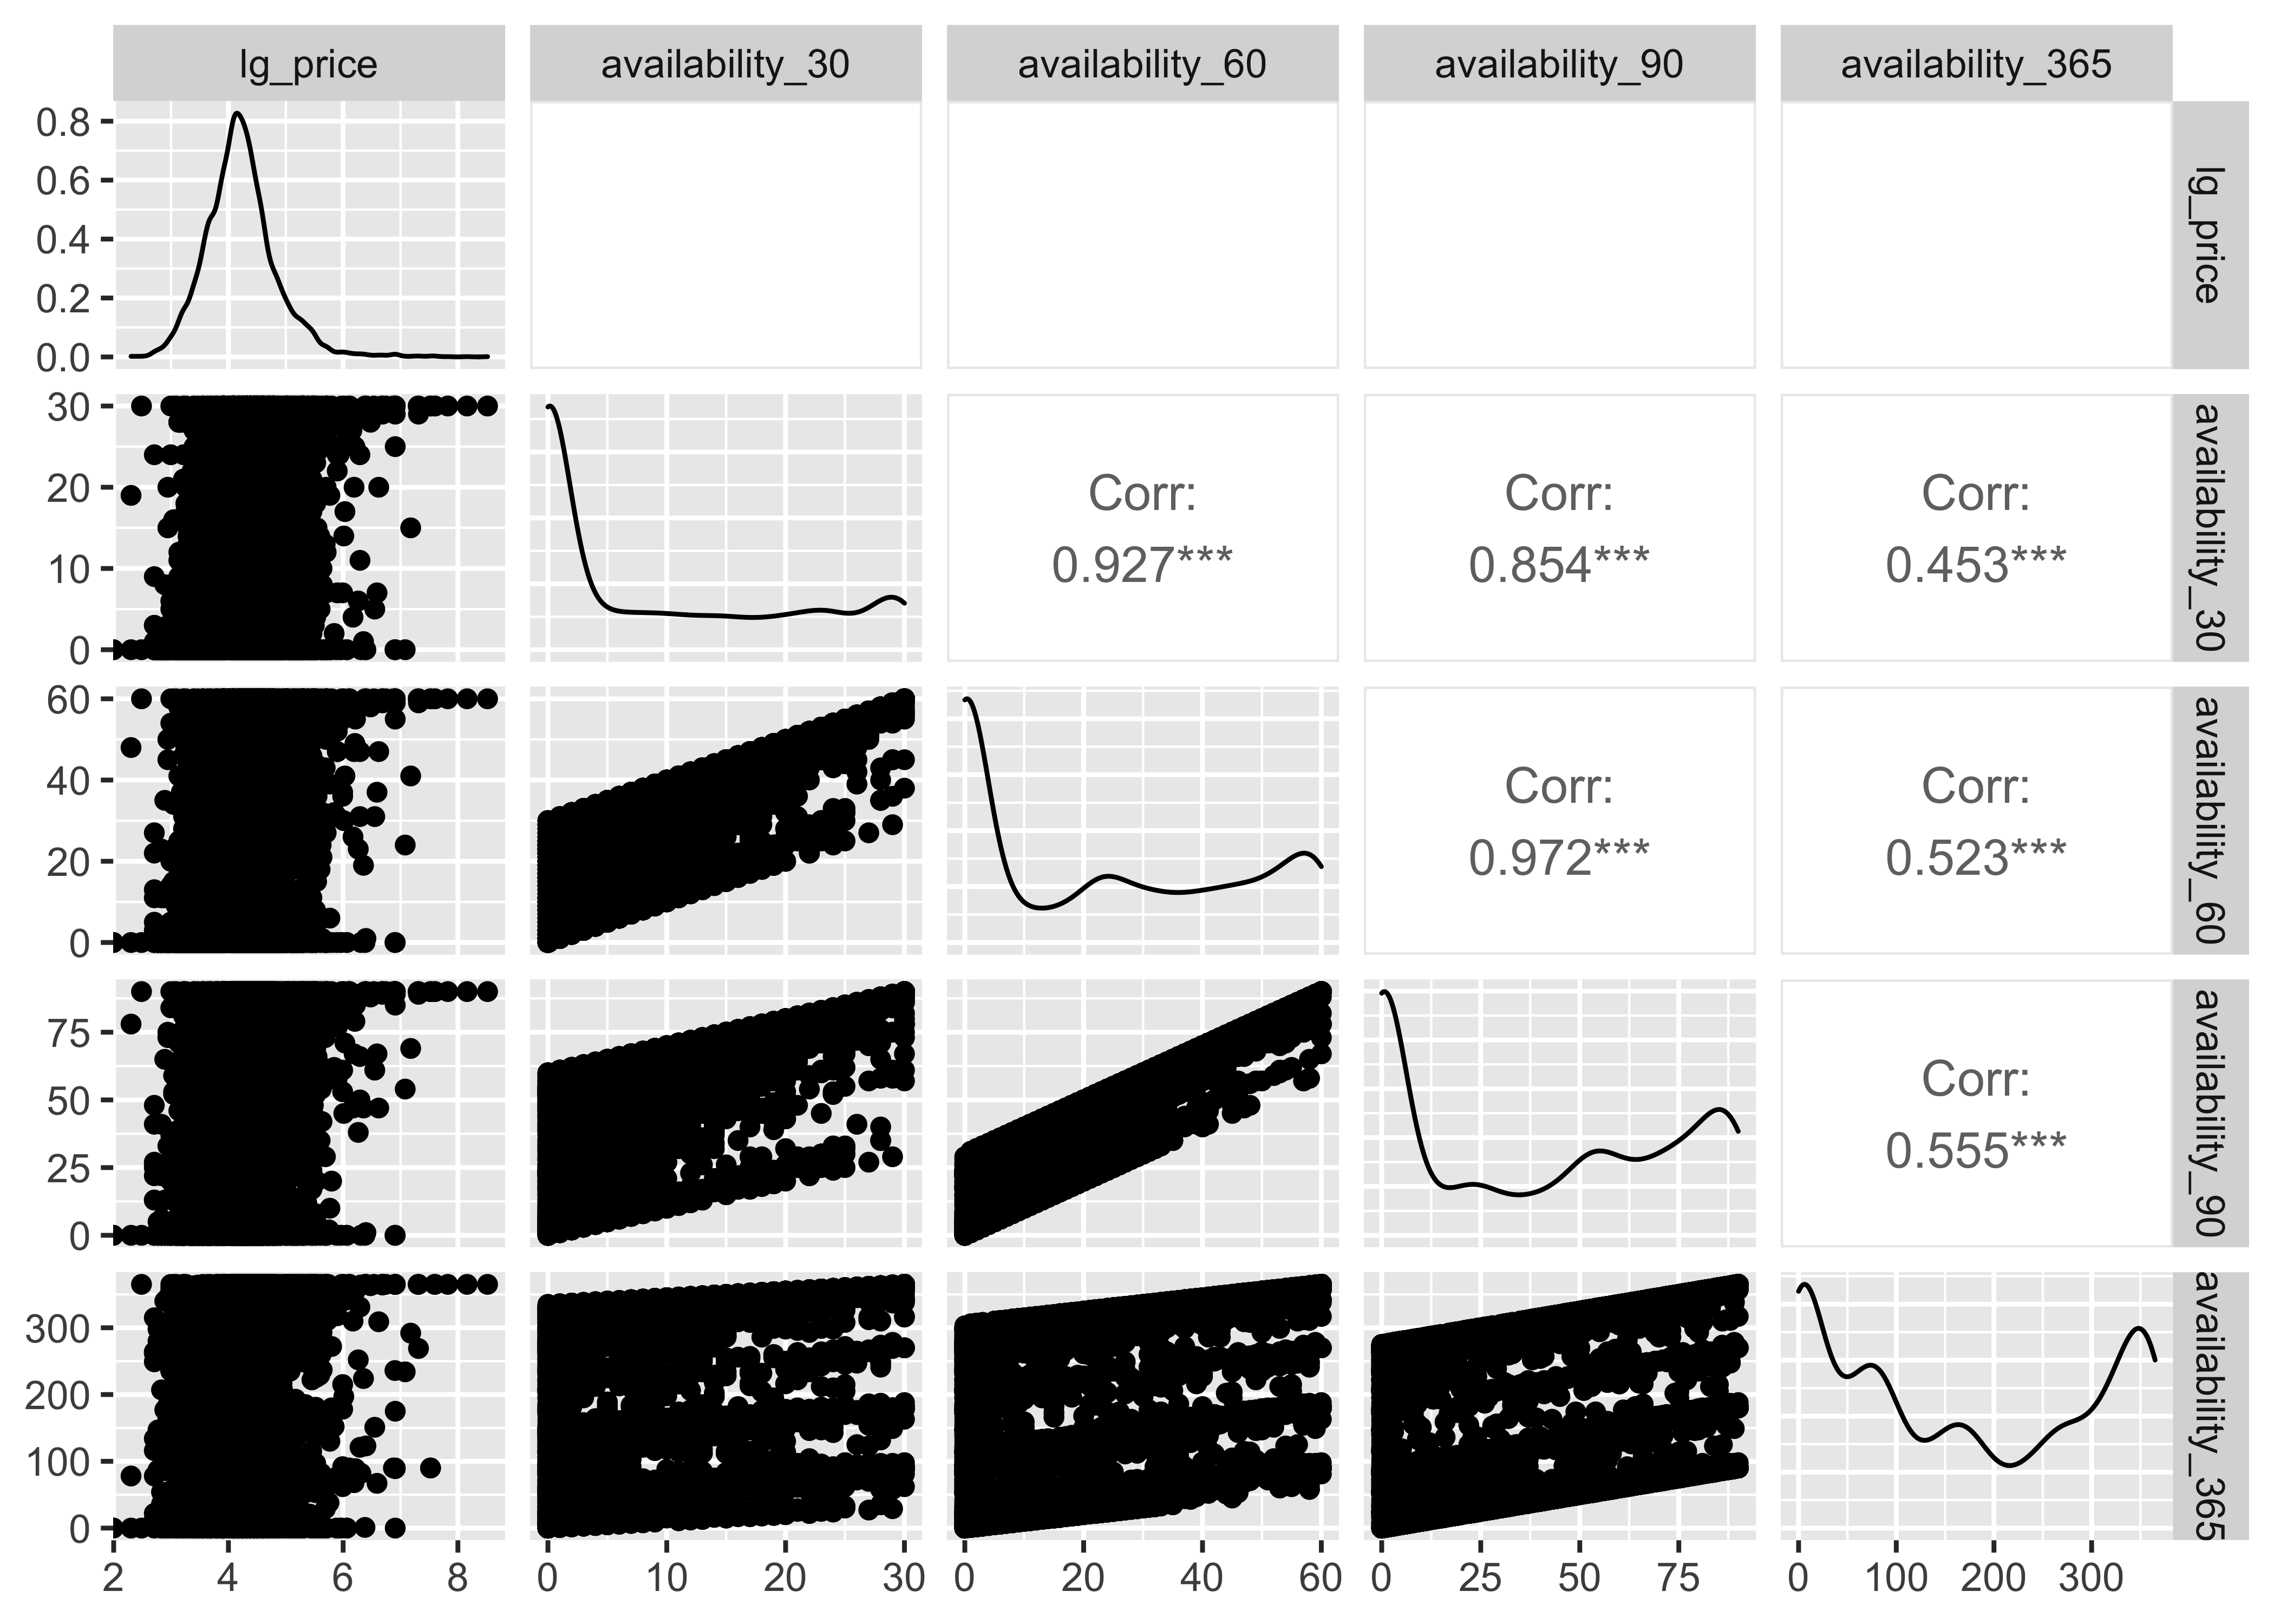 lg_price
availability_30
availability_60
availability_90
availability_365
0.8
0.6
0.4
0.2
0.0
lg_price
30
20
10
0
Corr:
0.927***
Corr:
0.854***
Corr:
0.453***
availability_30
60
40
20
0
Corr:
0.972***
Corr:
0.523***
availability_60
75
50
25
0
Corr:
0.555***
availability_90
300
200
100
0
availability_365
2 4 6 8
0 10 20 30
0 20 40 60
0 25 50 75
0 100 200 300